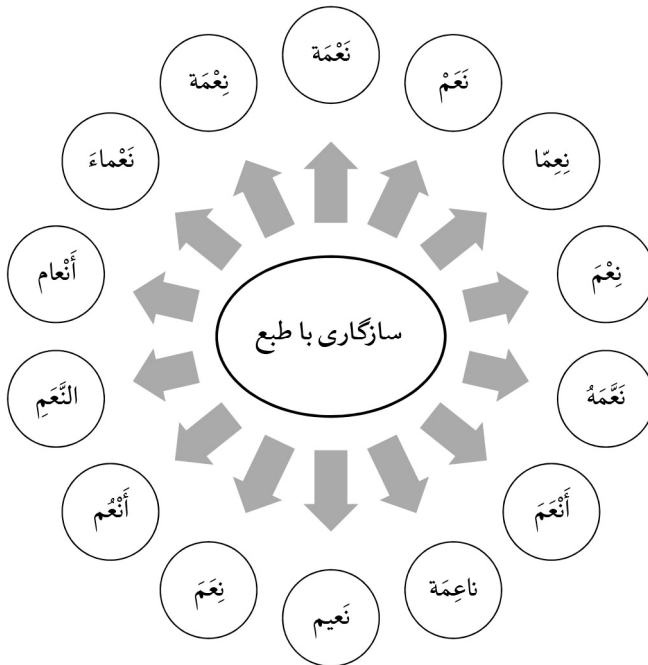 نَعْمَة
نَعَمْ
نِعِمّا
نِعْمَ
نَعَّمَهُ
أَنْعَمَ
ناعِمَة
نَعیم
نِعَمَ
أَنْعُم
النَّعَمِ
أَنْعام
نَعْماءَ
نِعْمَة
سازگاری با طبع